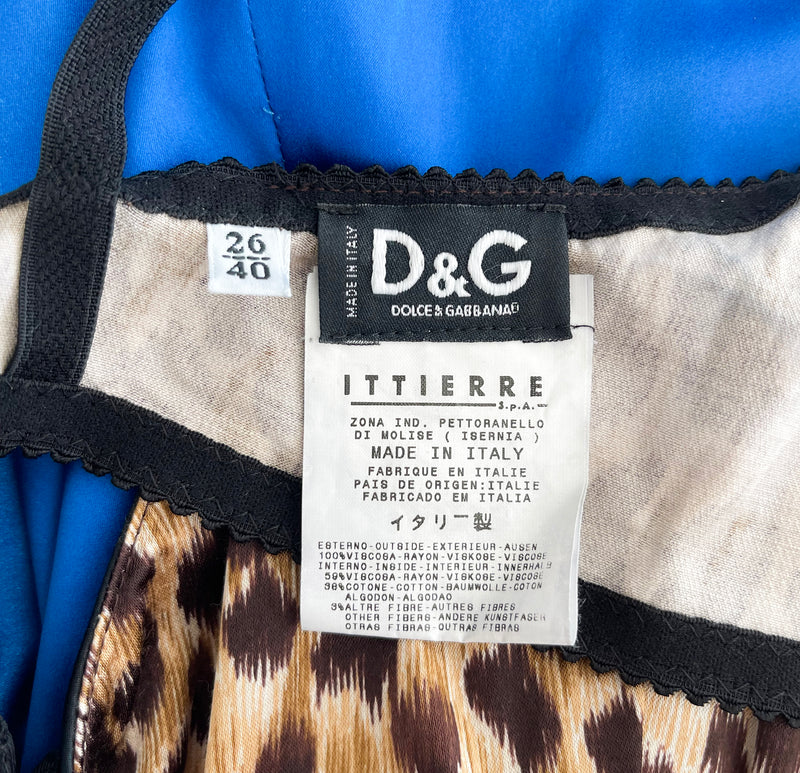 26
40
MADE IN ITALY
D&G
DOLCE & GABBANA
ITTIERRE
S.p.A.
ZONA IND. PETTORANELLO
DI MOLISE ( ISERNIA )
MADE IN ITALY
FABRIQUE EN ITALIE
PAIS DE ORIGEN:ITALIE
FABRICADO EM ITALIA
イタリー製
ESTERNO-OUTSIDE-EXTERIEUR-AUSEN
100%VISCOSA-RAYON-VISKOSE-VISCOSE
INTERNO-INSIDE-INTERIEUR-INNERHALB
59%VISCOSA-RAYON-VISKOSE-VISCOSE
38%COTONE-COTTON-BAUMWOLLE-COTON
ALGODON-ALGODAO
3%ALTRE FIBRE-AUTRES FIBRES
OTHER FIBERS-ANDERE KUNSTFASER
OTRAS FIBRAS-OUTRAS FIBRAS